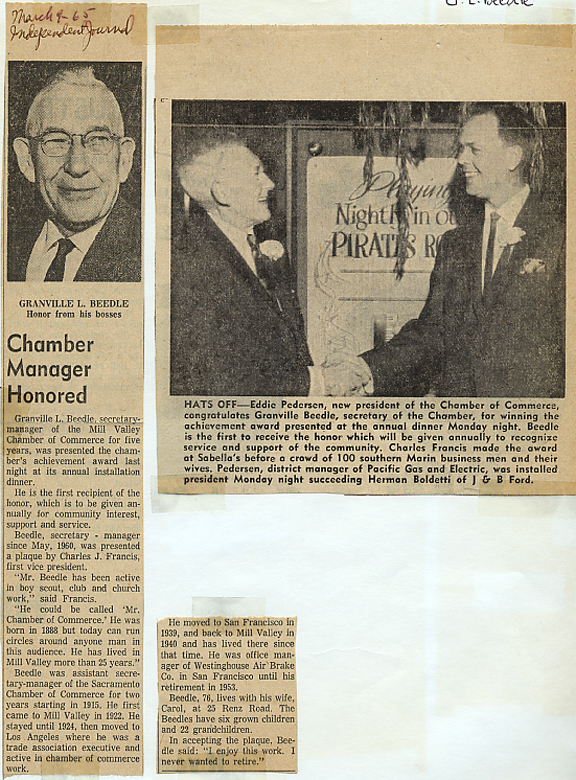 March 9-65
Independent Journal
G. L. Beedle
GRANVILLE L. BEEDLE
Honor from his bosses
Chamber
Manager
Honored
Granville L. Beedle, secretary-
manager of the Mill Valley
Chamber of Commerce for five
years, was presented the cham-
ber's achievement award last
night at its annual installation
dinner.
He is the first recipient of the
honor, which is to be given an-
nually for community interest,
support and service.
Beedle, secretary - manager
since May, 1960, was presented
a plaque by Charles J. Francis,
first vice president.
"Mr. Beedle has been active
in boy scout, club and church
work," said Francis.
"He could be called 'Mr.
Chamber of Commerce.' He was
born in 1888 but today can run
circles around anyone man in
this audience. He has lived in
Mill Valley more than 25 years."
Beedle was assistant secre-
tary-manager of the Sacramento
Chamber of Commerce for two
years starting in 1915. He first
came to Mill Valley in 1922. He
stayed until 1924, then moved to
Los Angeles where he was a
trade association executive and
active in chamber of commerce
work.
Playing
Nightly in ou
PIRATES RO
HATS OFF—Eddie Pedersen, new president of the Chamber of Commerce,
congratulates Granville Beedle, secretary of the Chamber, for winning the
achievement award presented at the annual dinner Monday night. Beedle
is the first to receive the honor which will be given annually to recognize
service and support of the community. Charles Francis made the award
at Sabella's before a crowd of 100 southern Marin business men and their
wives. Pedersen, district manager of Pacific Gas and Electric, was installed
president Monday night succeeding Herman Boldetti of J & B Ford.
He moved to San Francisco in
1939, and back to Mill Valley in
1940 and has lived there since
that time. He was office man-
ager of Westinghouse Air Brake
Co. in San Francisco until his
retirement in 1953.
Beedle, 76, lives with his wife,
Carol, at 25 Renz Road. The
Beedles have six grown children
and 22 grandchildren.
In accepting the plaque, Bee-
dle said: "I enjoy this work. I
never wanted to retire."